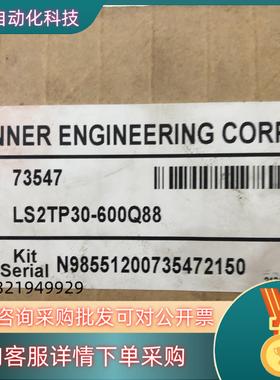 自动化科技
NNER ENGINEERING CORP
73547
LS2TP30-600Q88
Kit
Serial N98551200735472150
321949929
咨询采购批发可对公开票
客服详情下单采购